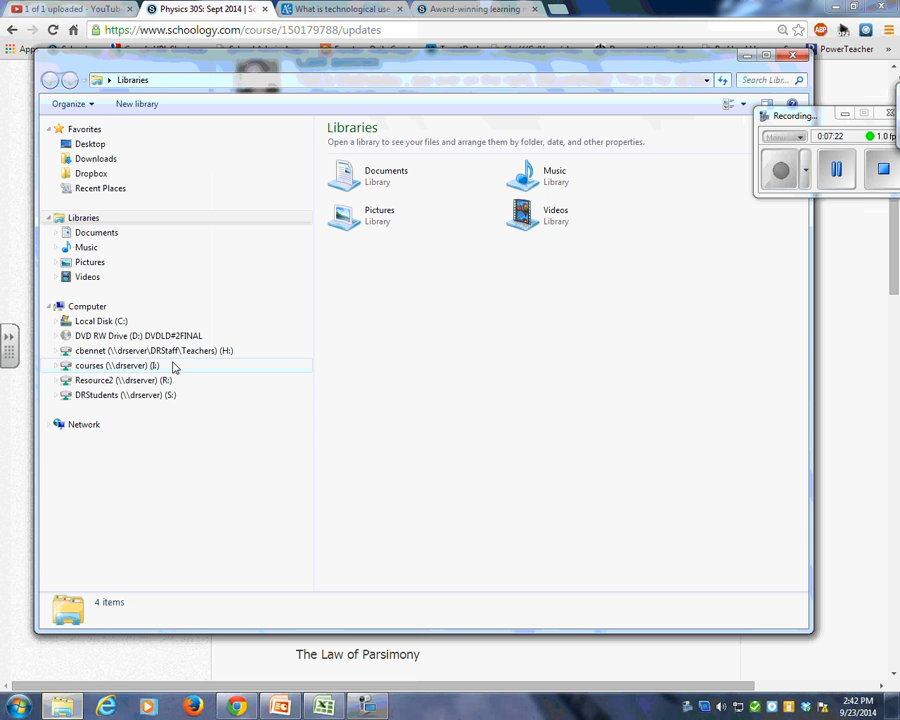 1 of 1 uploaded - YouTub
Physics 30S: Sept 2014 | Sc
What is technological use
Award-winning learning
https://www.schoology.com/course/150179788/updates
ABP
Apps
PowerTeacher
»
Libraries
Search Libr...
Organize
New library
Favorites
Desktop
Downloads
Dropbox
Recent Places
Libraries
Documents
Music
Pictures
Videos
Computer
Local Disk (C:)
DVD RW Drive (D:) DVDLD#2FINAL
cbennet (\\drserver\DRStaff\Teachers) (H:)
courses (\\drserver) (I:)
Resource2 (\\drserver) (R:)
DRStudents (\\drserver) (S:)
Network
Libraries
Open a library to see your files and arrange them by folder, date, and other properties.
Documents
Library
Music
Library
Pictures
Library
Videos
Library
4 items
Recording...
Menu
0:07:22
1.0 fp
The Law of Parsimony
2:42 PM
9/23/2014